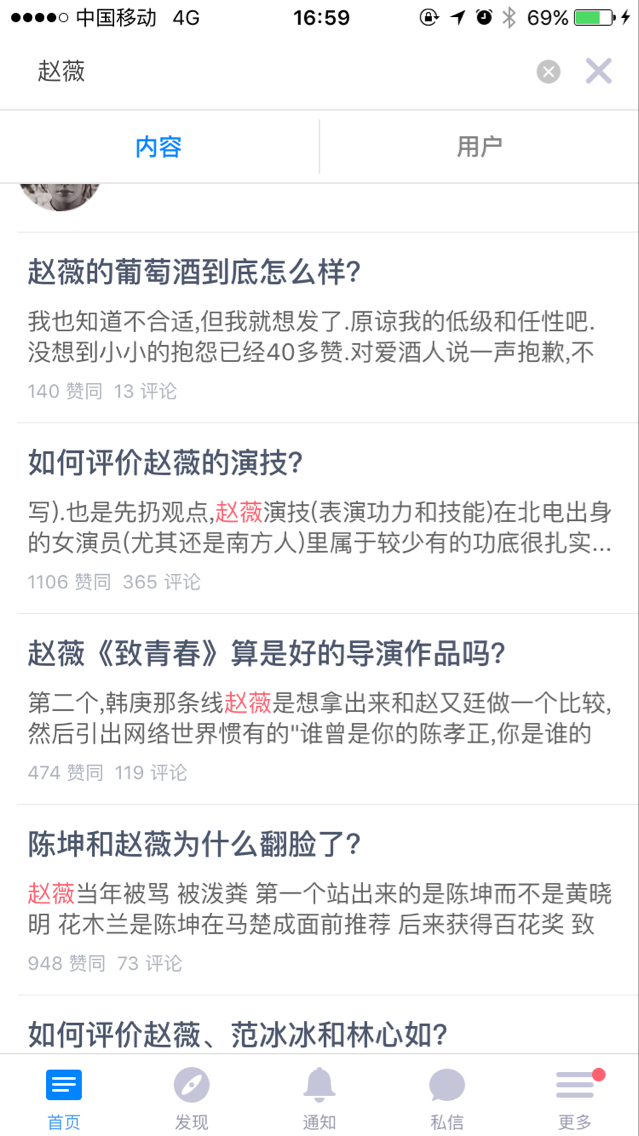 中国移动 4G 16:59 69%
赵薇
内容 用户
赵薇的葡萄酒到底怎么样?
我也知道不合适,但我就想发了.原谅我的低级和任性吧.
没想到小小的抱怨已经40多赞.对爱酒人说一声抱歉,不
140 赞同 13 评论
如何评价赵薇的演技?
写).也是先扔观点,赵薇演技(表演功力和技能)在北电出身
的女演员(尤其还是南方人)里属于较少有的功底很扎实...
1106 赞同 365 评论
赵薇《致青春》算是好的导演作品吗?
第二个,韩庚那条线赵薇是想拿出来和赵又廷做一个比较,
然后引出网络世界惯有的"谁曾是你的陈孝正,你是谁的
474 赞同 119 评论
陈坤和赵薇为什么翻脸了?
赵薇当年被骂 被泼粪 第一个站出来的是陈坤而不是黄晓
明 花木兰是陈坤在马楚成面前推荐 后来获得百花奖 致
948 赞同 73 评论
如何评价赵薇、范冰冰和林心如?
首页 发现 通知 私信 更多